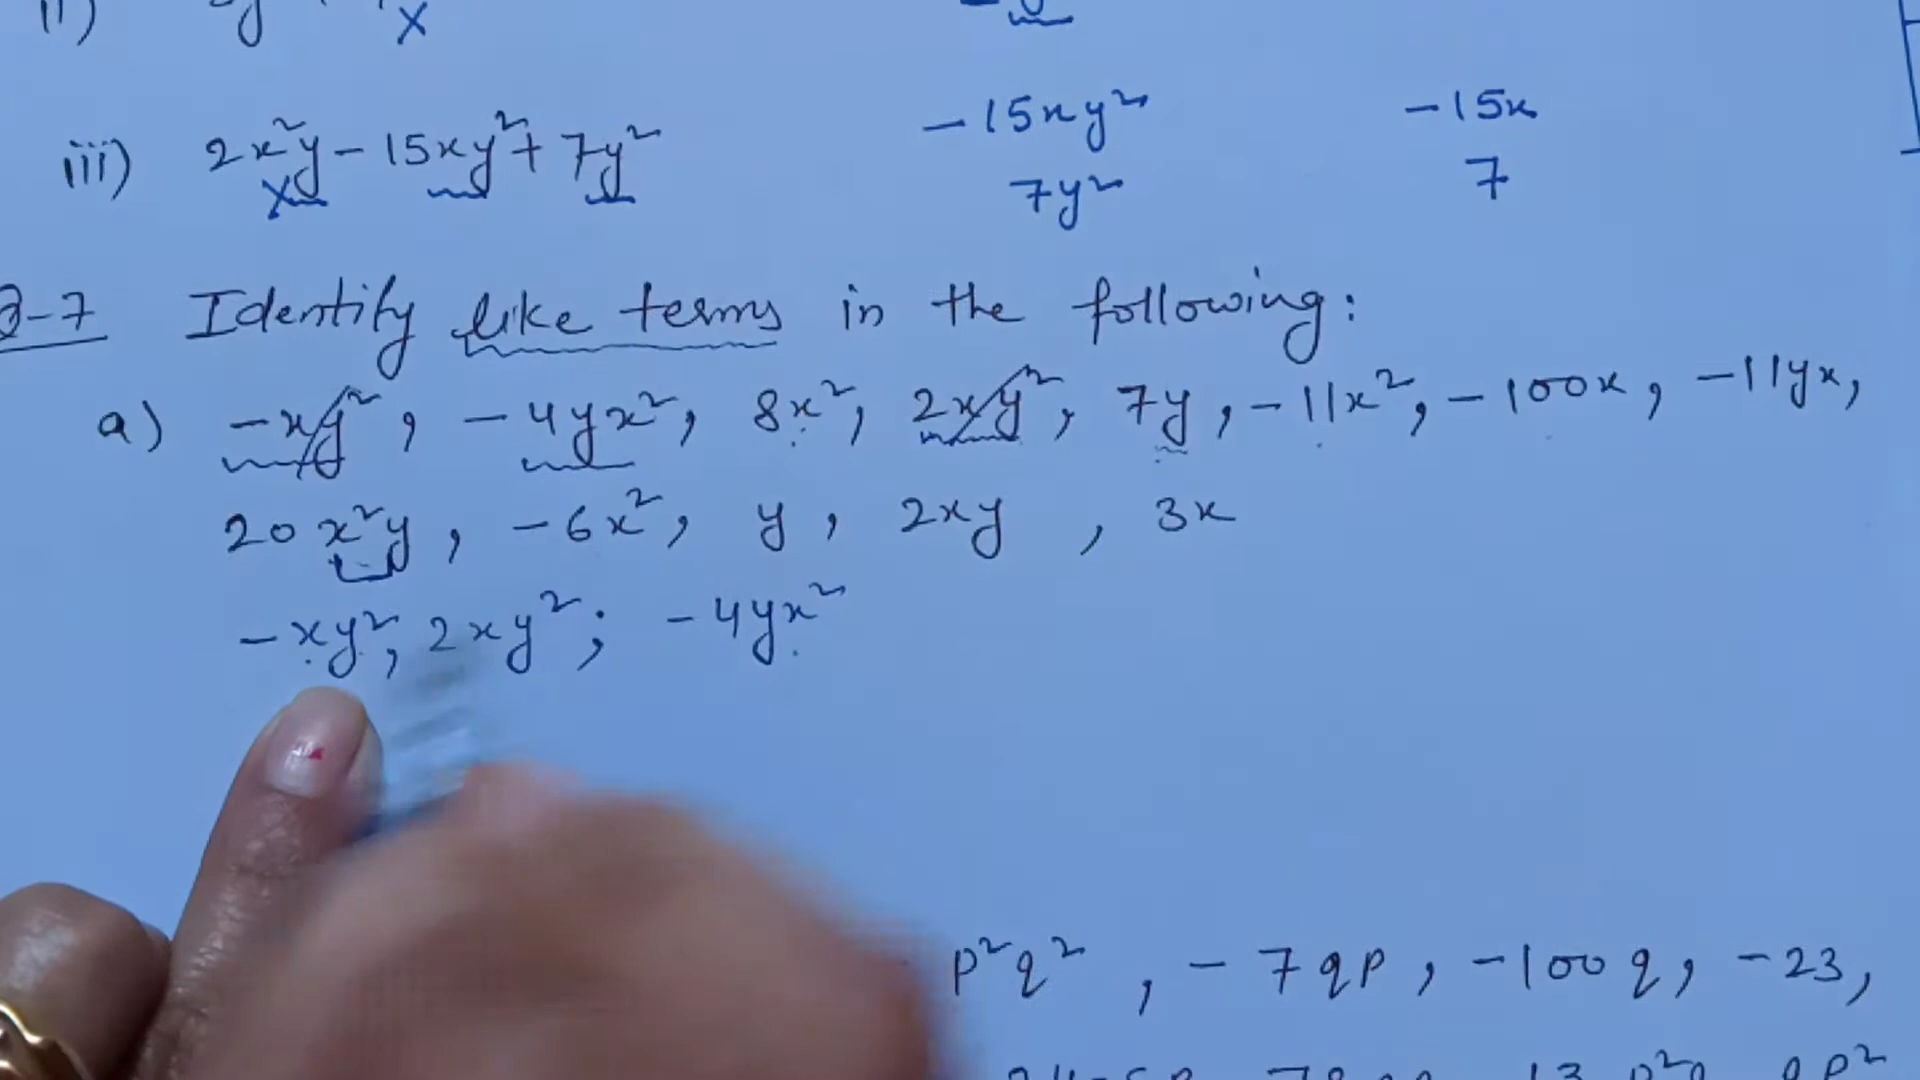 ii)
x
iii) 2x²y - 15xy² + 7y²
x
-15xy²
7y²
-15x
7
Q-7 Identify like terms in the following:
a) -xy², -4yx², 8x², 2xy², 7y, -11x², -100x, -11yx,
20x²y, -6x², y, 2xy, 3x
-xy², 2xy²; -4yx²
p²q², -7qp, -100q, -23,